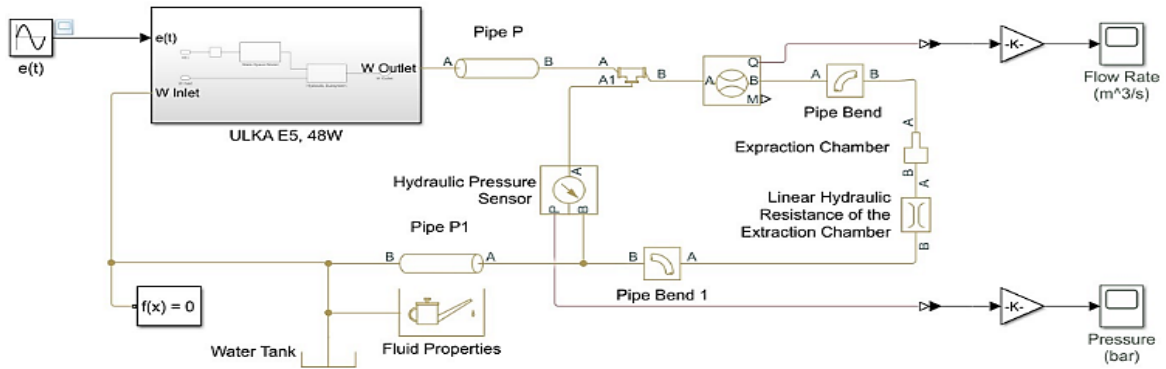 e(t)
e(t)
W Inlet
W Outlet
ULKA E5, 48W
Pipe P
A
B
A
A1
B
A
Q
B
M
A
B
Pipe Bend
-K-
Flow Rate
(m^3/s)
A
Expraction Chamber
B
A
Linear Hydraulic
Resistance of the
Extraction Chamber
B
Hydraulic Pressure
Sensor
A
P
B
Pipe P1
B
A
B
A
Pipe Bend 1
f(x) = 0
Water Tank
Fluid Properties
-K-
Pressure
(bar)